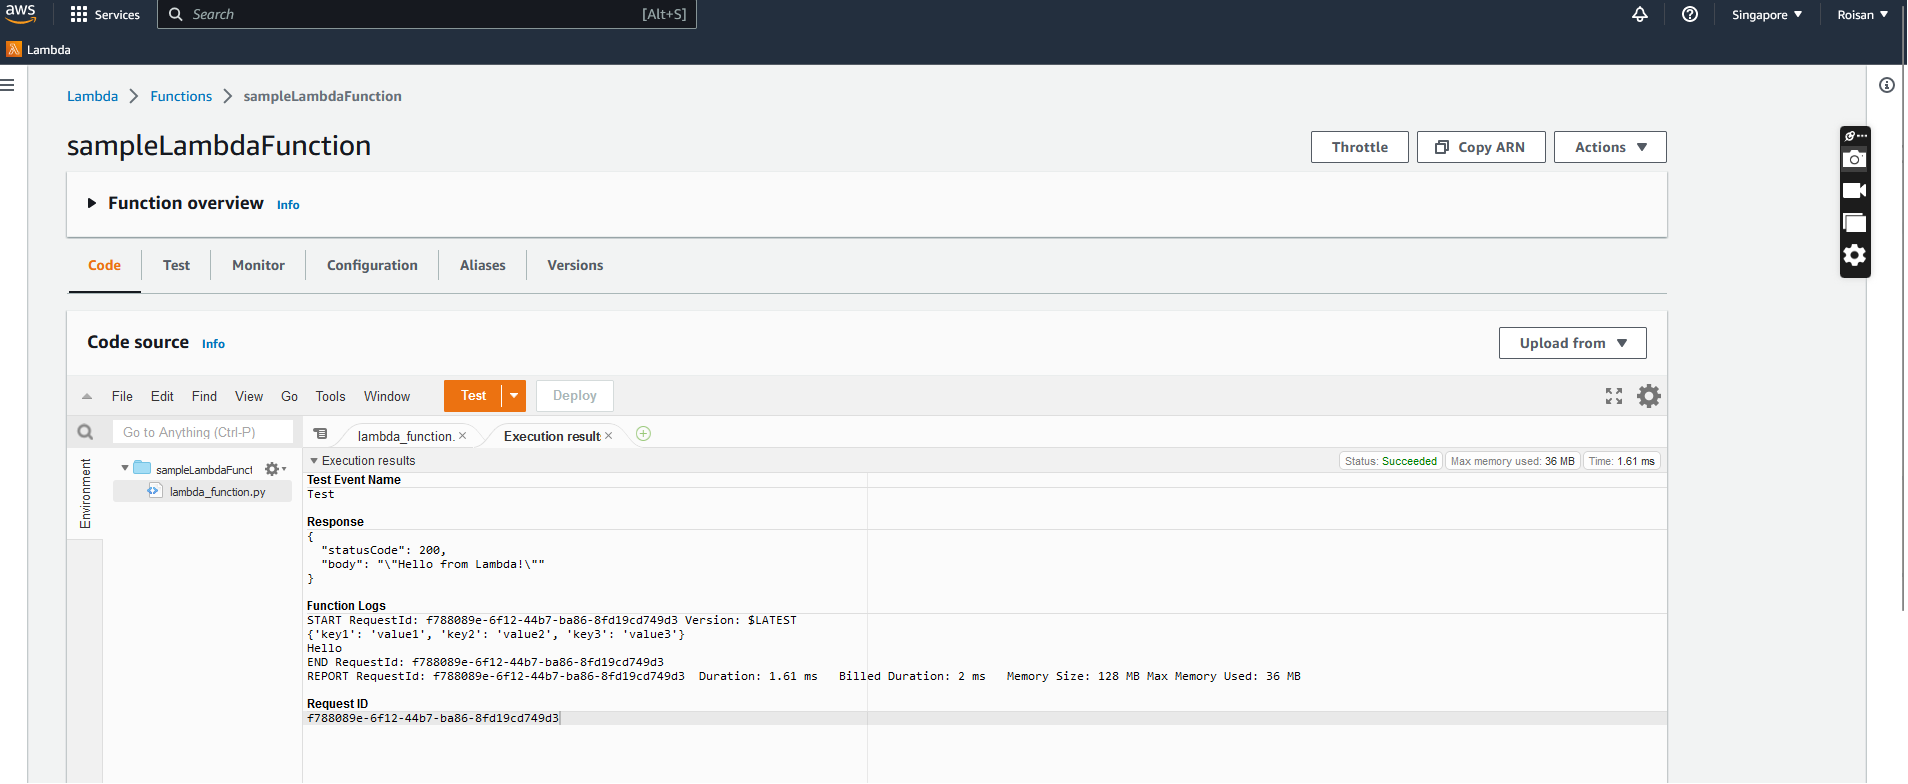 aws
Services
Search
[Alt+S]
Singapore
Roisan
Lambda
Lambda
Functions
sampleLambdaFunction
sampleLambdaFunction
Throttle
Copy ARN
Actions
Function overview
Info
Code
Test
Monitor
Configuration
Aliases
Versions
Code source
Info
Upload from
File
Edit
Find
View
Go
Tools
Window
Test
Deploy
Go to Anything (Ctrl-P)
lambda_function.
Execution result
Environment
sampleLambdaFunct
lambda_function.py
Execution results
Status: Succeeded
Max memory used: 36 MB
Time: 1.61 ms
Test Event Name
Test
Response
{
"statusCode": 200,
"body": "\"Hello from Lambda!\""
}
Function Logs
START RequestId: f788089e-6f12-44b7-ba86-8fd19cd749d3 Version: $LATEST
{'key1': 'value1', 'key2': 'value2', 'key3': 'value3'}
Hello
END RequestId: f788089e-6f12-44b7-ba86-8fd19cd749d3
REPORT RequestId: f788089e-6f12-44b7-ba86-8fd19cd749d3 Duration: 1.61 ms Billed Duration: 2 ms Memory Size: 128 MB Max Memory Used: 36 MB
Request ID
f788089e-6f12-44b7-ba86-8fd19cd749d3